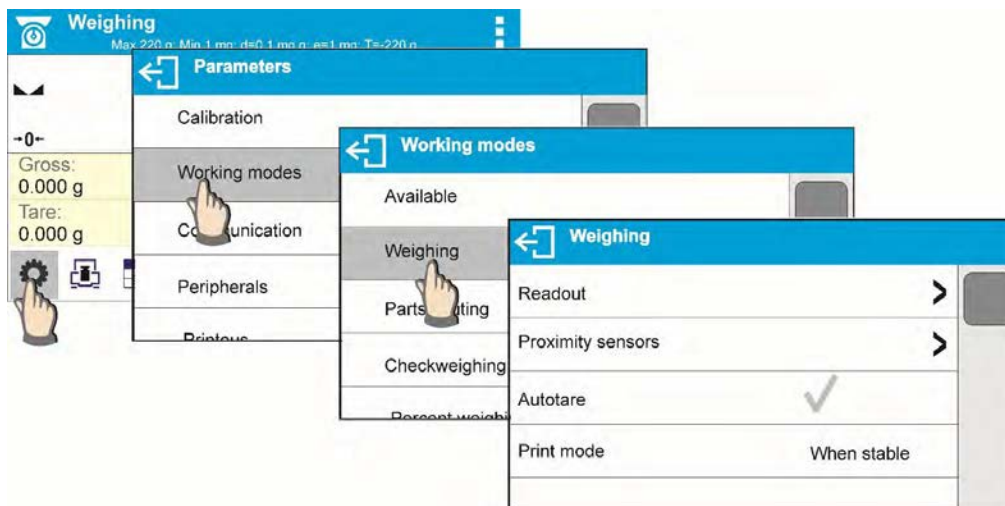 Weighing
Max 220 g; Min 1 mg; d=0.1 mg g; e=1 mg; T=-220 g
→0←
Gross:
0.000 g
Tare:
0.000 g
Parameters
Calibration
Working modes
Peripherals
Working modes
Available
Weighing
Checkweighing
Weighing
Readout
Proximity sensors
Autotare
Print mode When stable